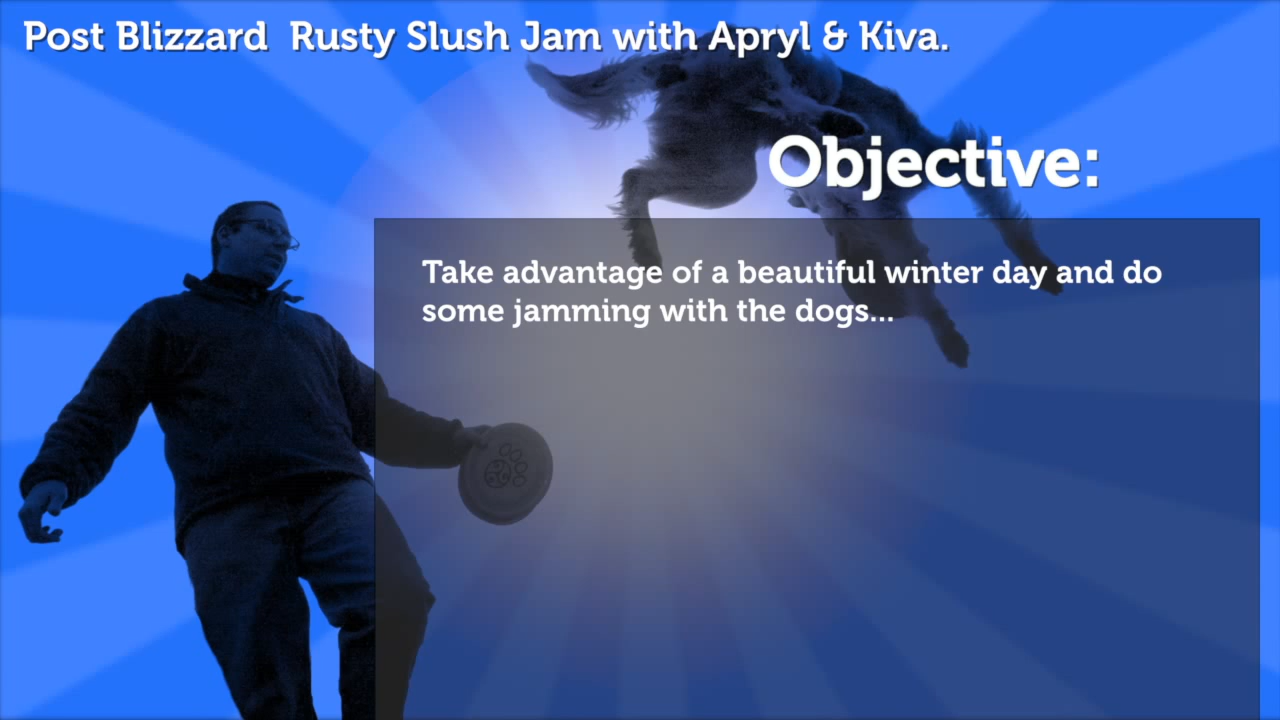 Post Blizzard  Rusty Slush Jam with Apryl & Kiva.
Objective:
Take advantage of a beautiful winter day and do
some jamming with the dogs...